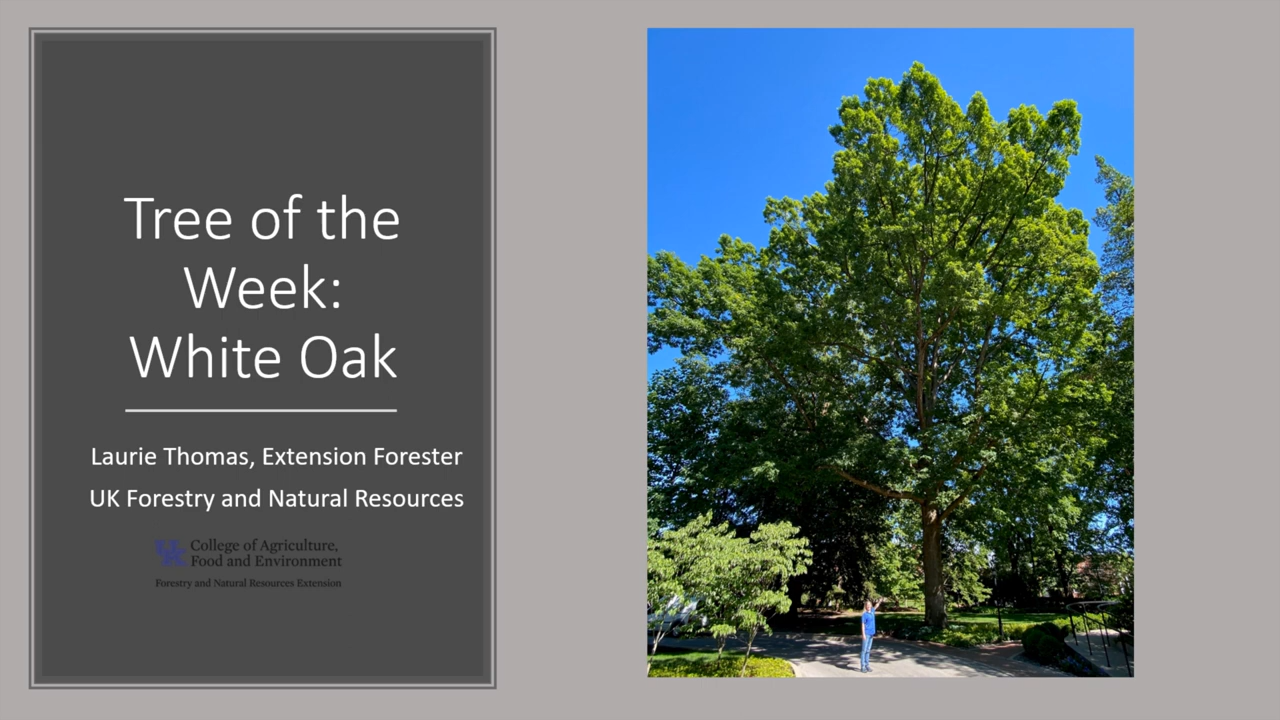 Tree of the
Week:
White Oak
Laurie Thomas, Extension Forester
UK Forestry and Natural Resources
UK College of Agriculture,
Food and Environment
Forestry and Natural Resources Extension